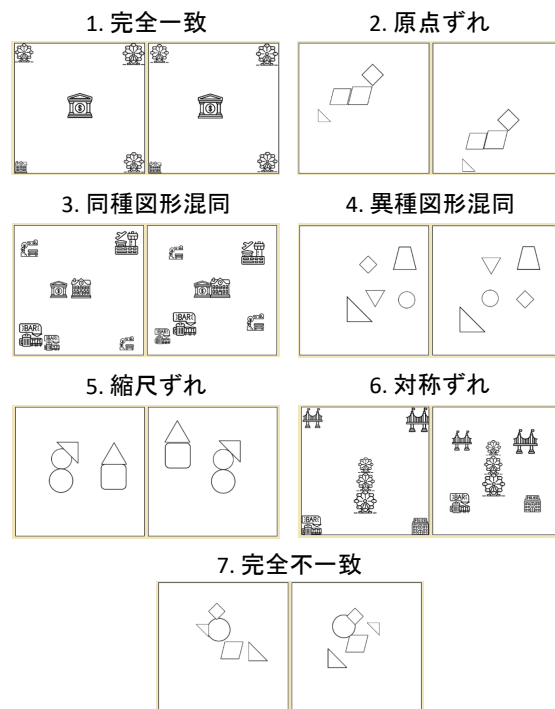 1. 完全一致
2. 原点ずれ
$
$
3. 同種図形混同
4. 異種図形混同
$
BAR
$
BAR
5. 縮尺ずれ
6. 対称ずれ
BAR
BAR
7. 完全不一致